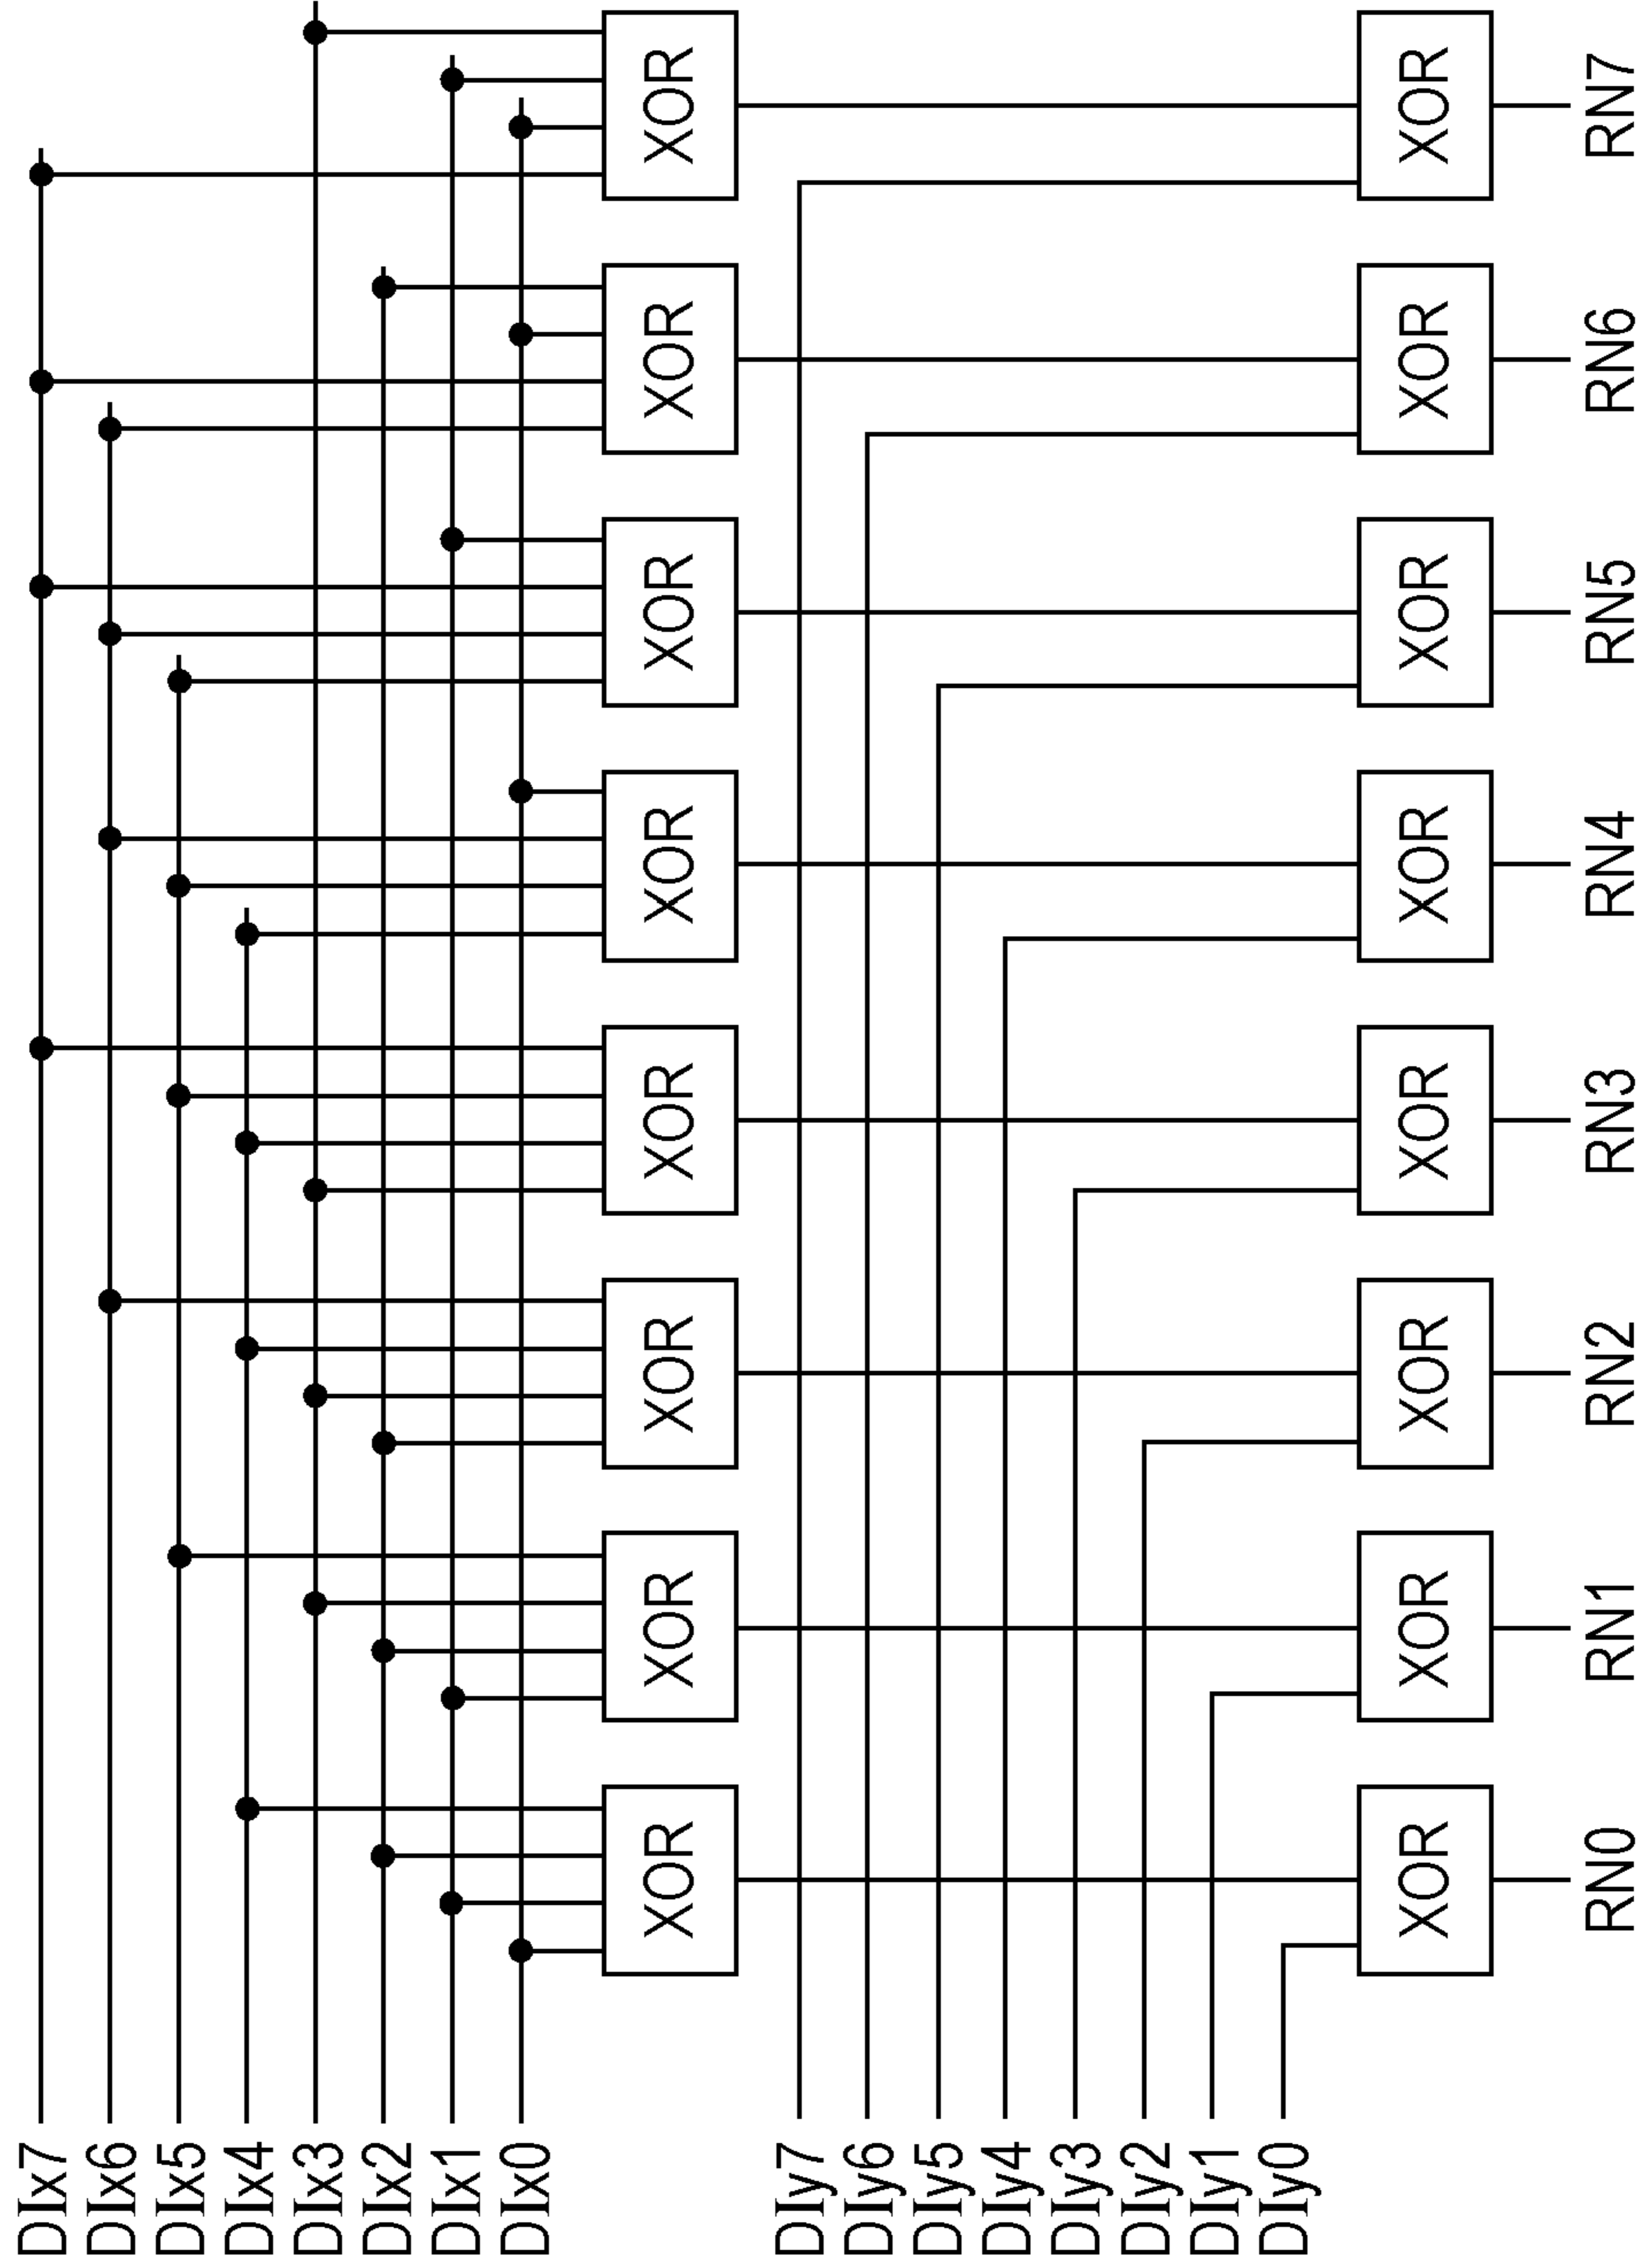 DIx7
DIx6
DIx5
DIx4
DIx3
DIx2
DIx1
DIx0
XOR
XOR
XOR
XOR
XOR
XOR
XOR
XOR
DIy7
DIy6
DIy5
DIy4
DIy3
DIy2
DIy1
DIy0
XOR
XOR
XOR
XOR
XOR
XOR
XOR
XOR
RN0
RN1
RN2
RN3
RN4
RN5
RN6
RN7